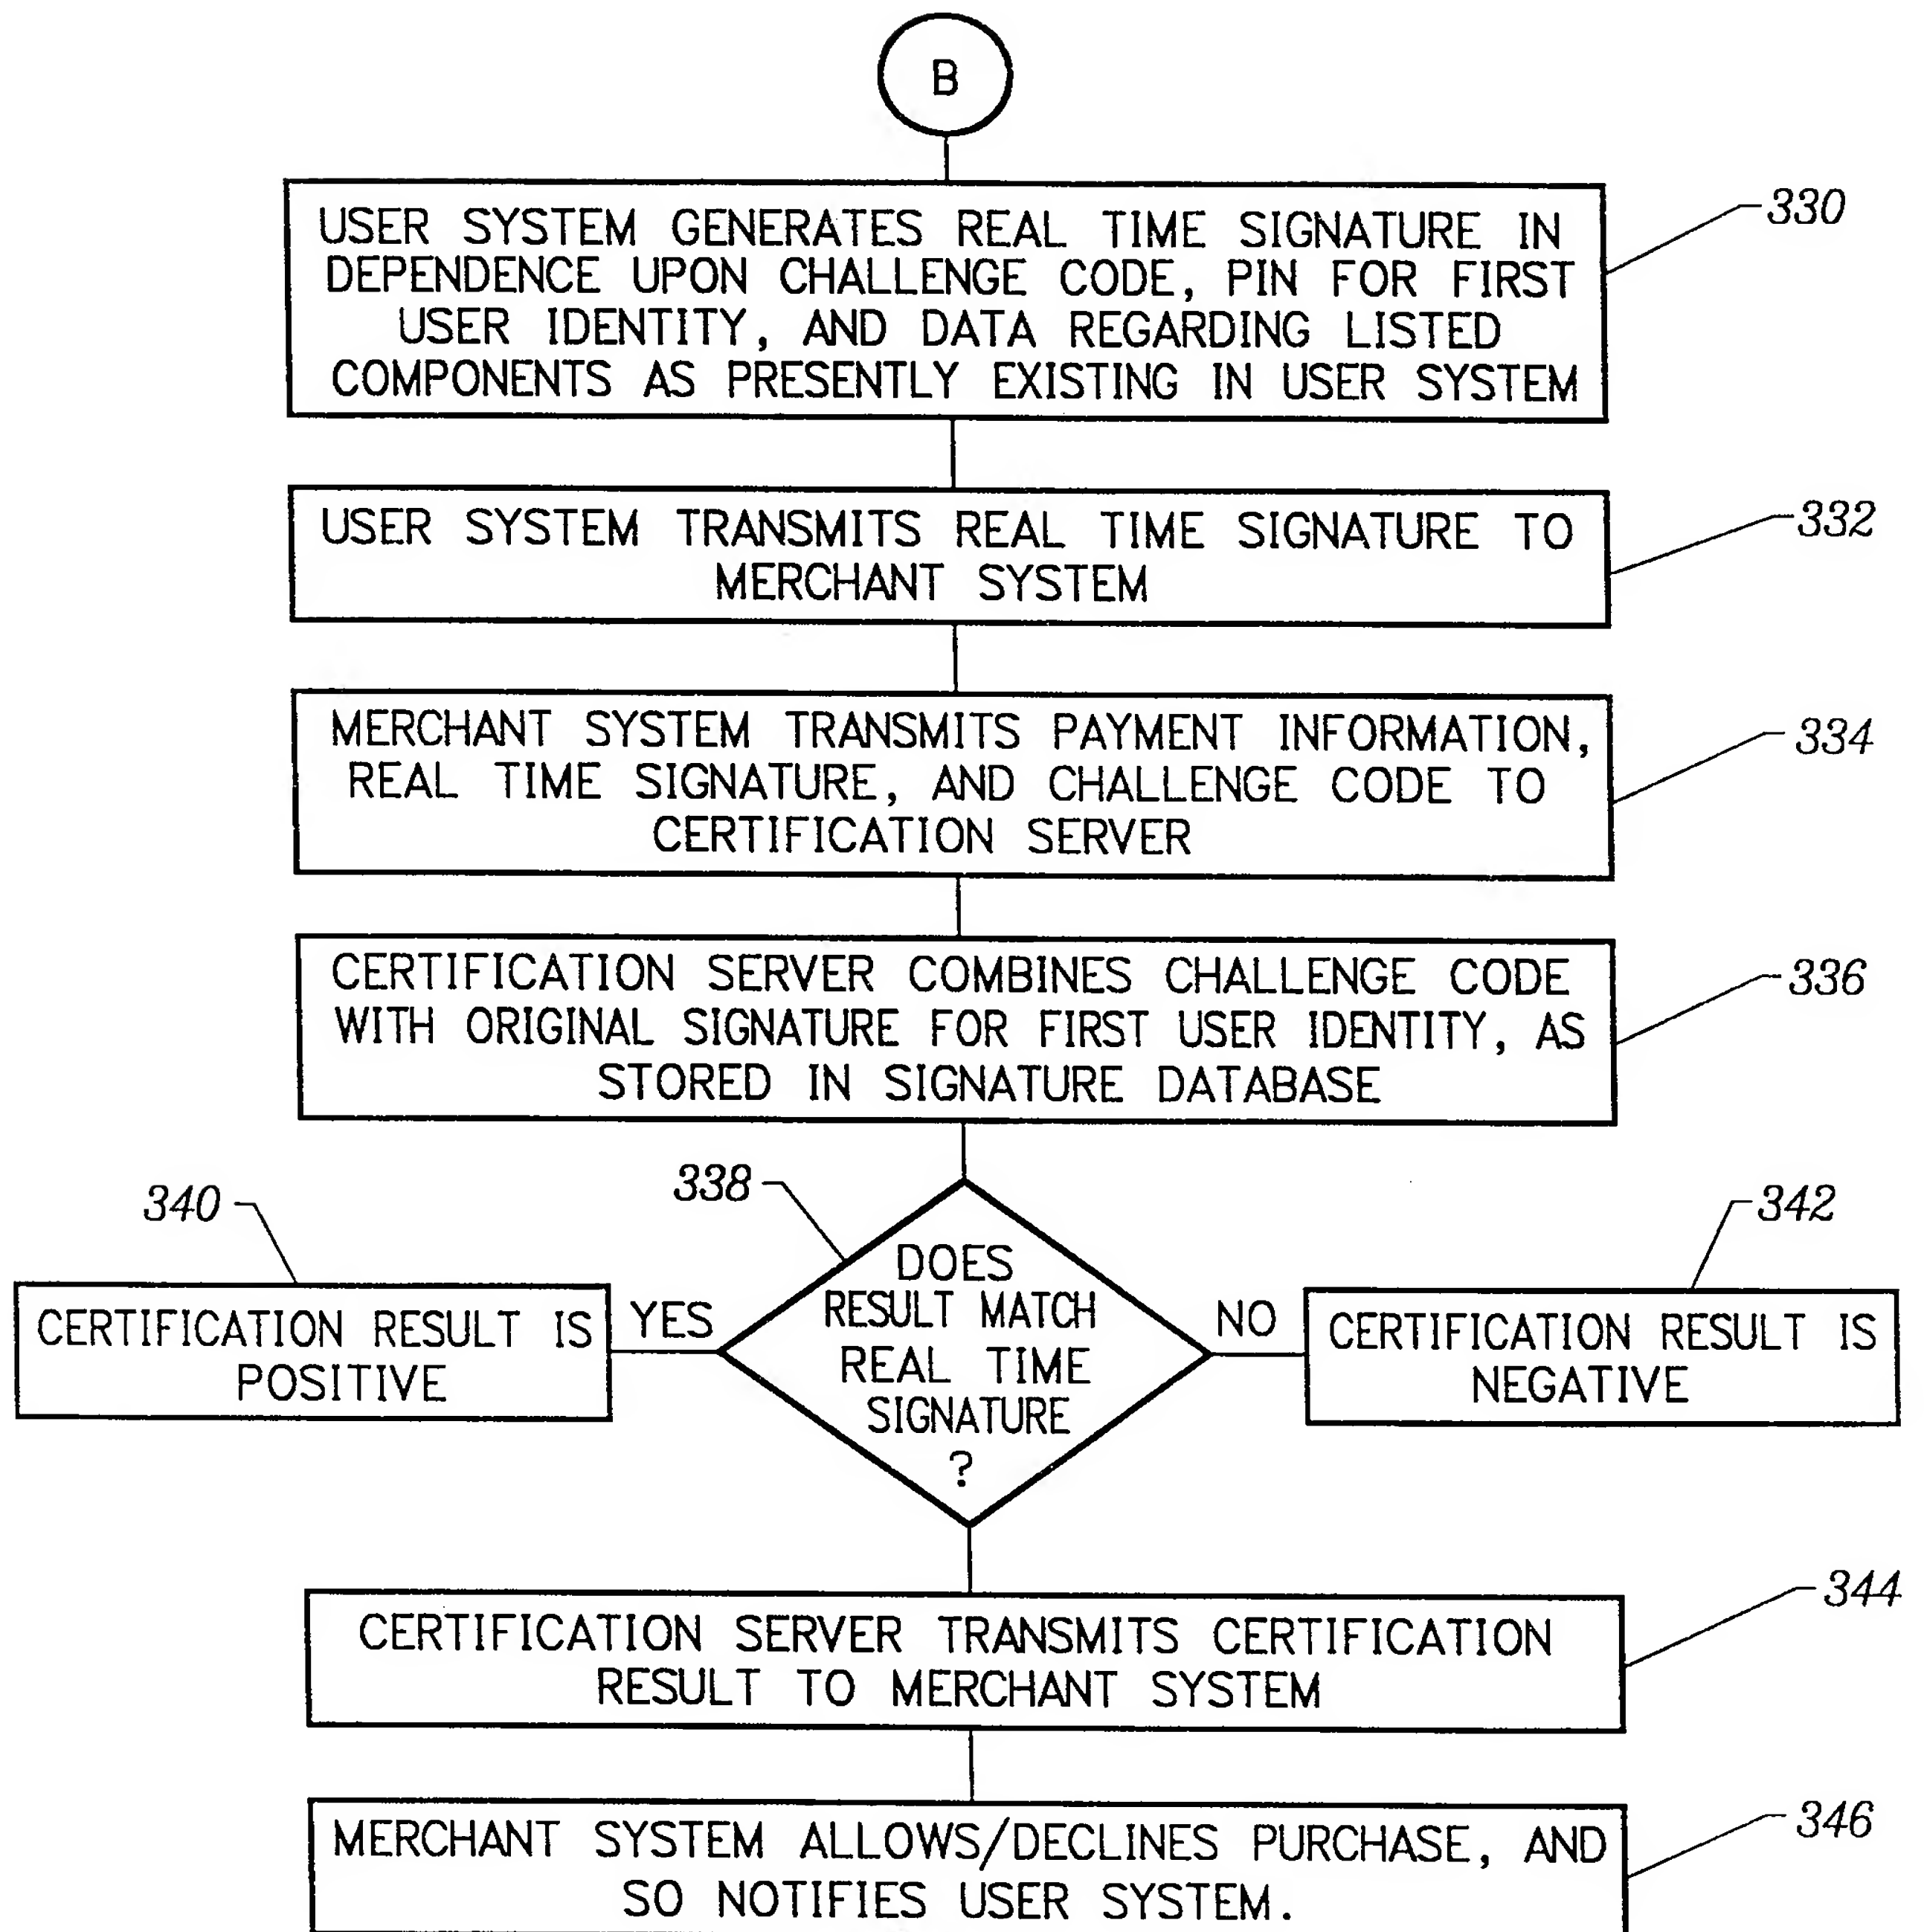 B
330
USER SYSTEM GENERATES REAL TIME SIGNATURE IN
DEPENDENCE UPON CHALLENGE CODE, PIN FOR FIRST
USER IDENTITY, AND DATA REGARDING LISTED
COMPONENTS AS PRESENTLY EXISTING IN USER SYSTEM
332
USER SYSTEM TRANSMITS REAL TIME SIGNATURE TO
MERCHANT SYSTEM
334
MERCHANT SYSTEM TRANSMITS PAYMENT INFORMATION,
REAL TIME SIGNATURE, AND CHALLENGE CODE TO
CERTIFICATION SERVER
336
CERTIFICATION SERVER COMBINES CHALLENGE CODE
WITH ORIGINAL SIGNATURE FOR FIRST USER IDENTITY, AS
STORED IN SIGNATURE DATABASE
338
DOES
RESULT MATCH
REAL TIME
SIGNATURE
?
340
YES
CERTIFICATION RESULT IS
POSITIVE
342
NO
CERTIFICATION RESULT IS
NEGATIVE
344
CERTIFICATION SERVER TRANSMITS CERTIFICATION
RESULT TO MERCHANT SYSTEM
346
MERCHANT SYSTEM ALLOWS/DECLINES PURCHASE, AND
SO NOTIFIES USER SYSTEM.